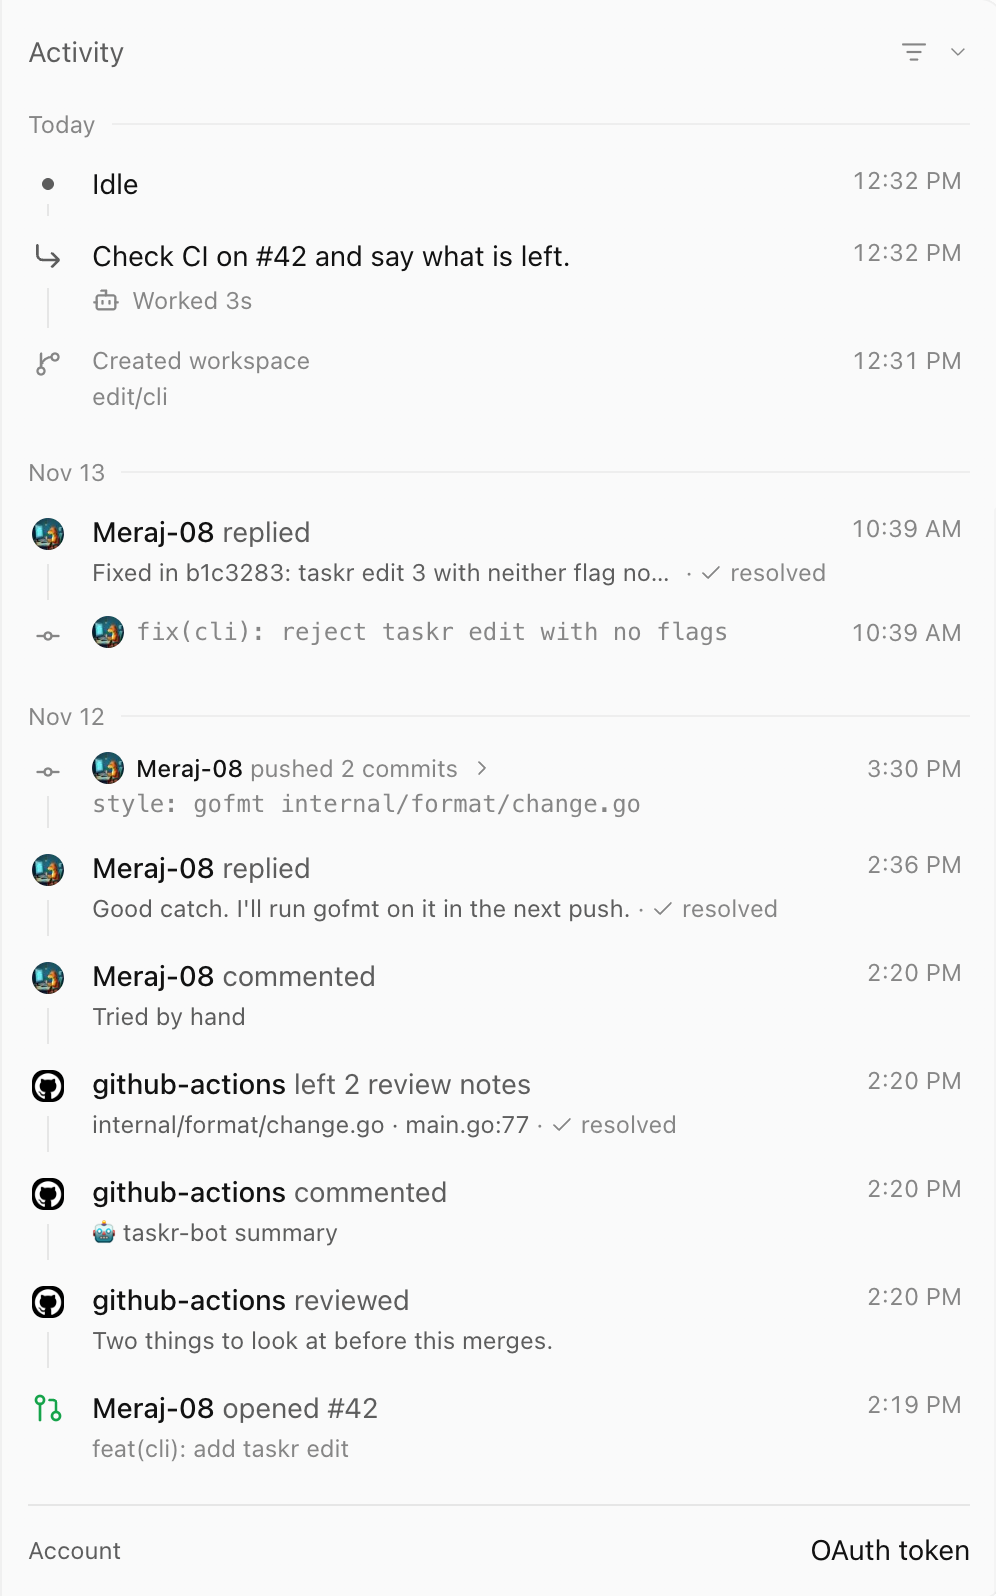 Activity
Today
Idle 12:32 PM
Check CI on #42 and say what is left. 12:32 PM
Worked 3s
Created workspace 12:31 PM
edit/cli
Nov 13
Meraj-08 replied 10:39 AM
Fixed in b1c3283: taskr edit 3 with neither flag no... · ✓ resolved
fix(cli): reject taskr edit with no flags 10:39 AM
Nov 12
Meraj-08 pushed 2 commits 3:30 PM
style: gofmt internal/format/change.go
Meraj-08 replied 2:36 PM
Good catch. I'll run gofmt on it in the next push. · ✓ resolved
Meraj-08 commented 2:20 PM
Tried by hand
github-actions left 2 review notes 2:20 PM
internal/format/change.go · main.go:77 · ✓ resolved
github-actions commented 2:20 PM
🤖 taskr-bot summary
github-actions reviewed 2:20 PM
Two things to look at before this merges.
Meraj-08 opened #42 2:19 PM
feat(cli): add taskr edit
Account OAuth token